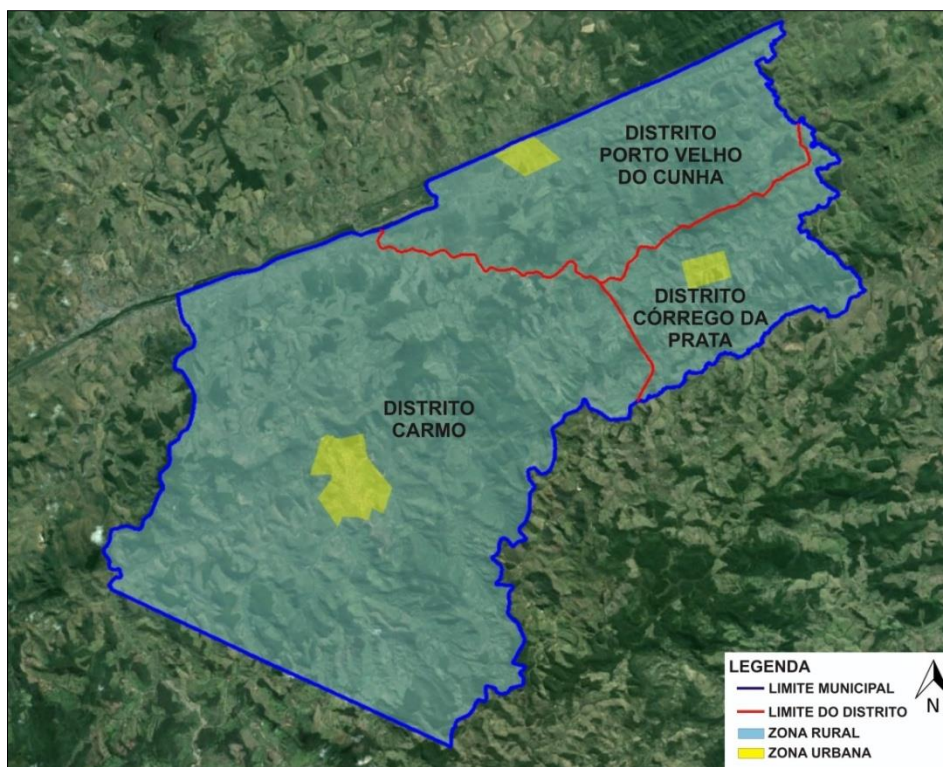 DISTRITO
PORTO VELHO
DO CUNHA
DISTRITO
CÓRREGO DA
PRATA
DISTRITO
CARMO
LEGENDA
LIMITE MUNICIPAL
LIMITE DO DISTRITO
ZONA RURAL
ZONA URBANA
N